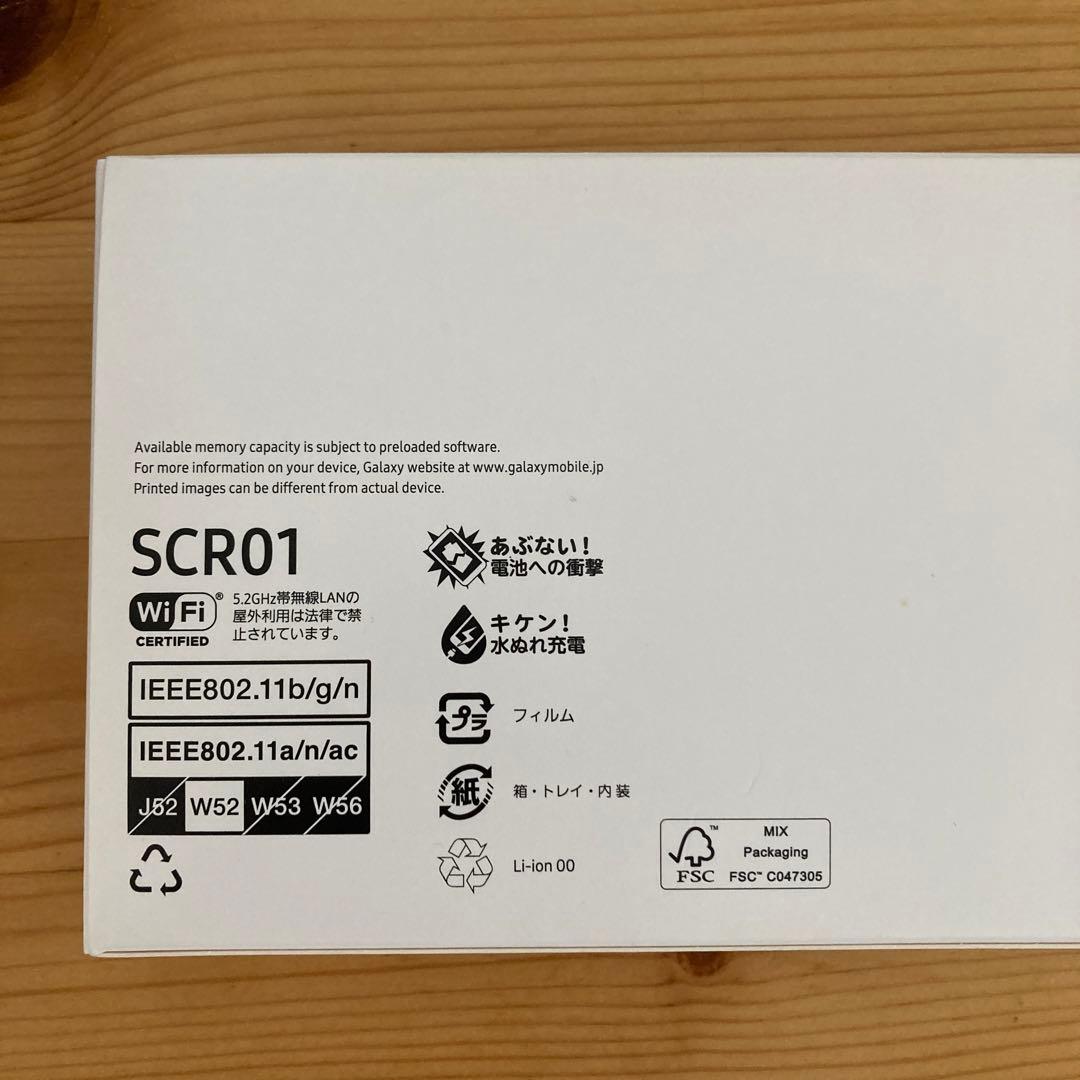 Available memory capacity is subject to preloaded software.
For more information on your device, Galaxy website at www.galaxymobile.jp
Printed images can be different from actual device.
SCR01
Wi Fi ®
CERTIFIED
5.2GHz帯無線LANの
屋外利用は法律で禁
止されています。
IEEE802.11b/g/n
IEEE802.11a/n/ac
J52 W52 W53 W56
あぶない!
電池への衝撃
キケン!
水ぬれ充電
プラ フィルム
紙 箱・トレイ・内装
Li-ion 00
FSC™
MIX
Packaging
FSC™ C047305